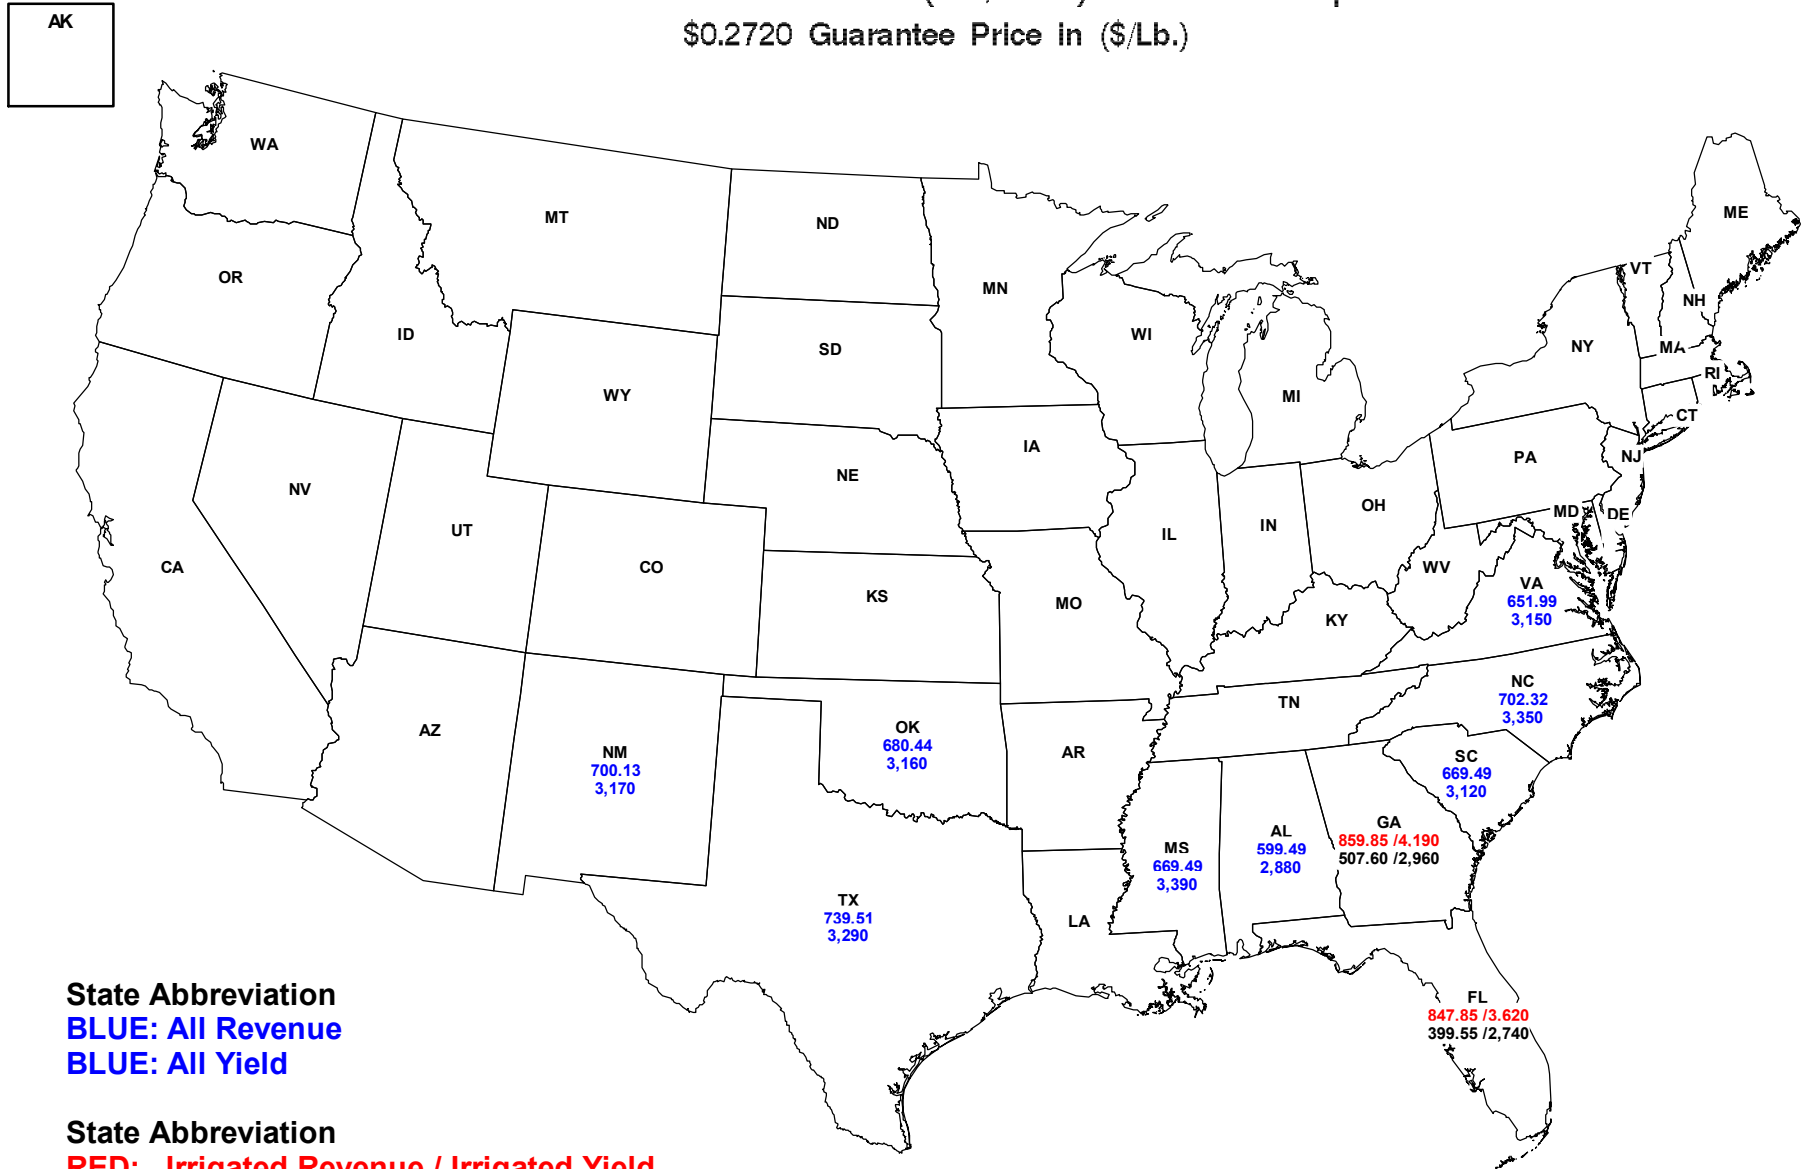 AK
$0.2720 Guarantee Price in ($/Lb.)
WA
MT
ND
MN
ME
VT
NH
OR
ID
SD
WI
NY
MA
RI
WY
MI
CT
IA
PA
NJ
NV
NE
OH
MD
DE
UT
IL
IN
CA
CO
KS
MO
WV
KY
VA
651.99
3,150
NC
702.32
3,350
TN
AZ
NM
700.13
3,170
OK
680.44
3,160
AR
SC
669.49
3,120
MS
669.49
3,390
AL
599.49
2,880
GA
859.85 /4.190
507.60 /2,960
TX
739.51
3,290
LA
FL
847.85 /3.620
399.55 /2,740
State Abbreviation
BLUE: All Revenue
BLUE: All Yield
State Abbreviation
RED: Irrigated Revenue / Irrigated Yield